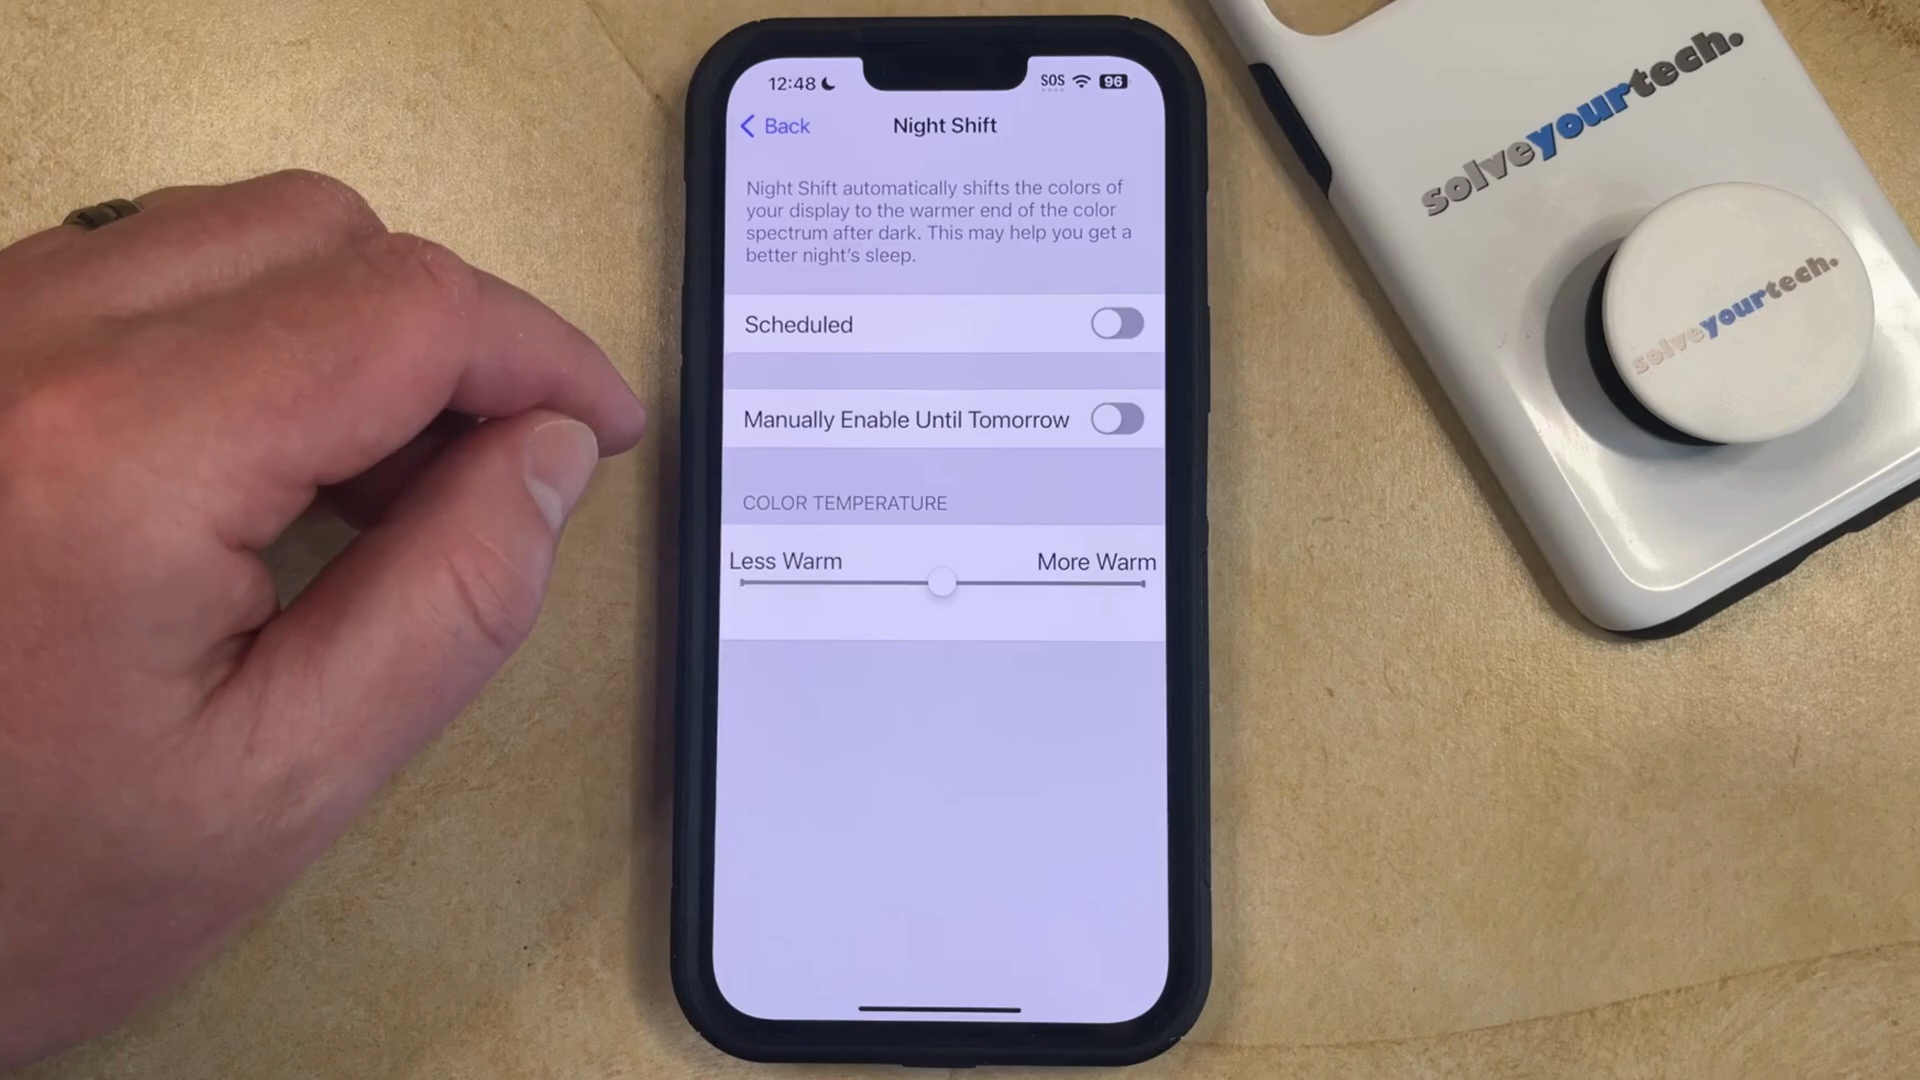 12:48
SOS
96
Back
Night Shift
Night Shift automatically shifts the colors of
your display to the warmer end of the color
spectrum after dark. This may help you get a
better night's sleep.
Scheduled
Manually Enable Until Tomorrow
COLOR TEMPERATURE
Less Warm
More Warm
solveyourtech.
solveyourtech.